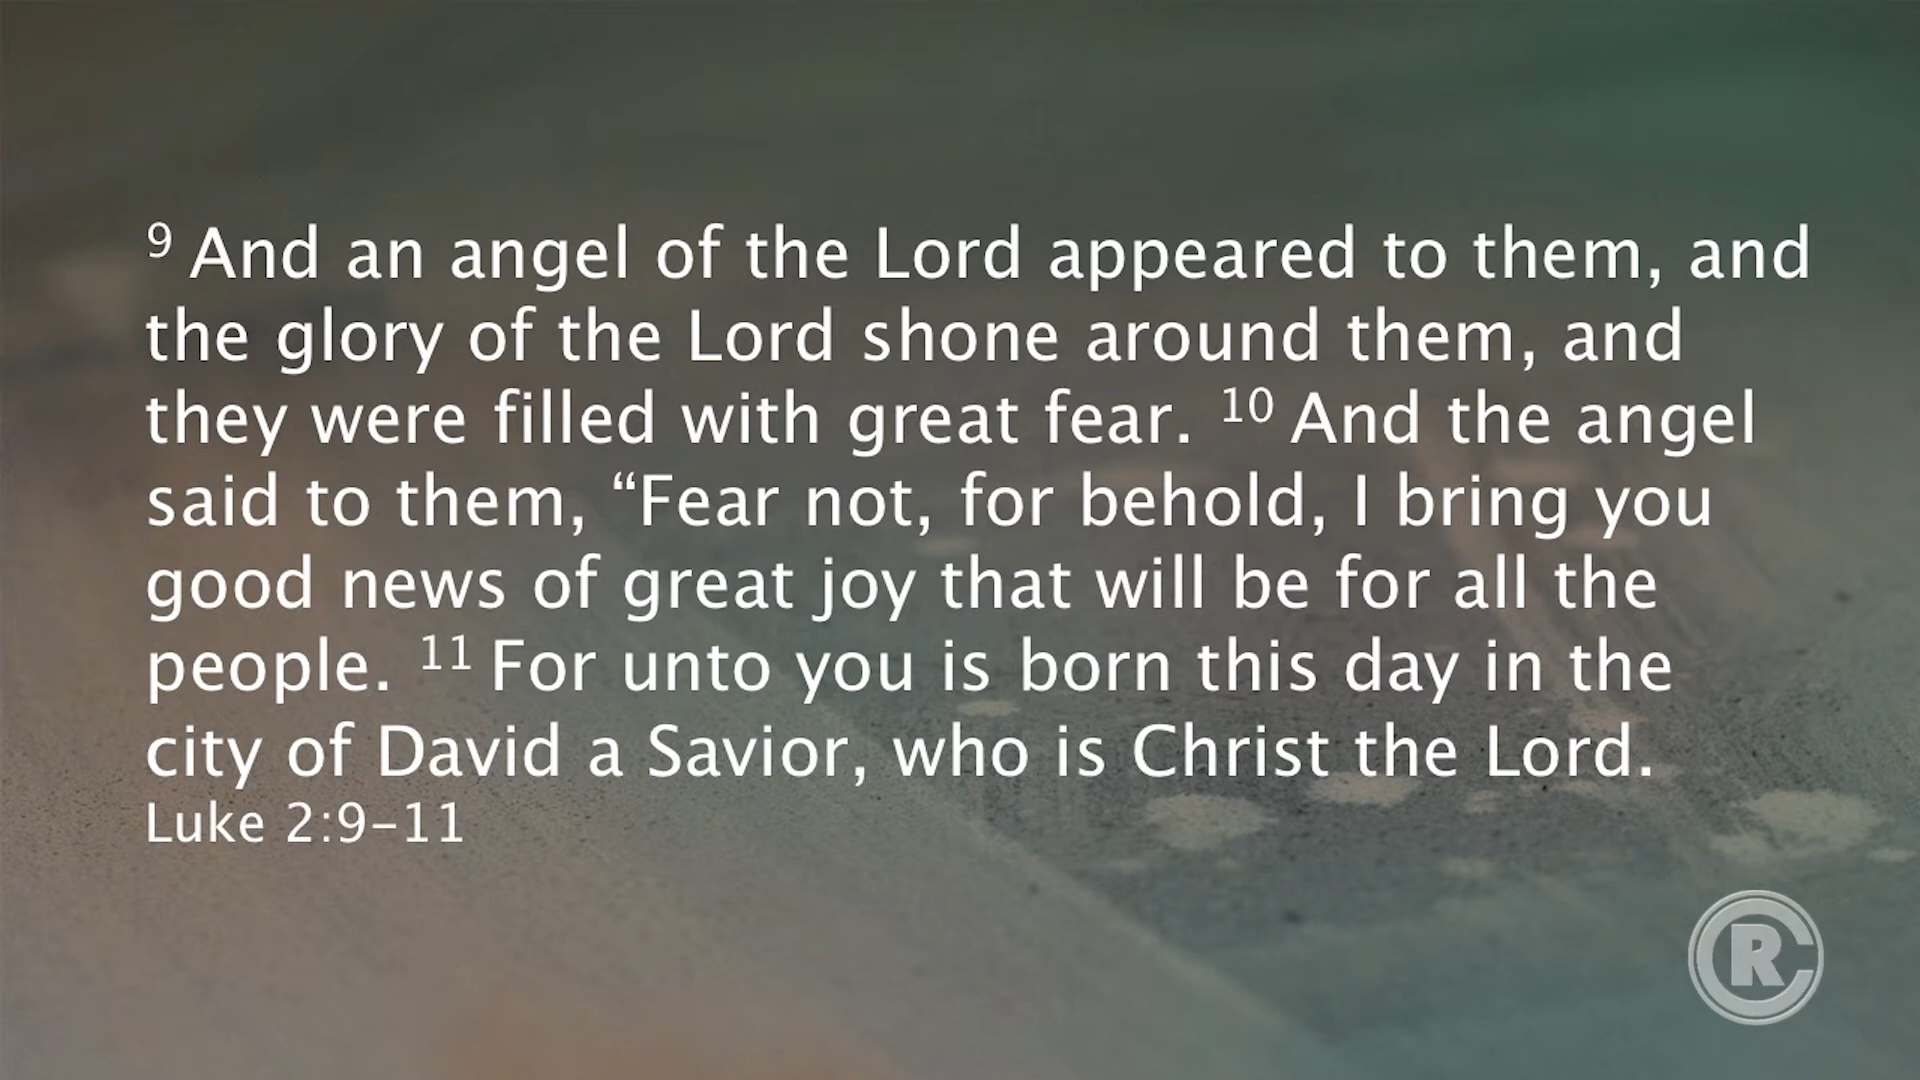 ⁹ And an angel of the Lord appeared to them, and
the glory of the Lord shone around them, and
they were filled with great fear. ¹⁰ And the angel
said to them, “Fear not, for behold, I bring you
good news of great joy that will be for all the
people. ¹¹ For unto you is born this day in the
city of David a Savior, who is Christ the Lord.
Luke 2:9–11
CR